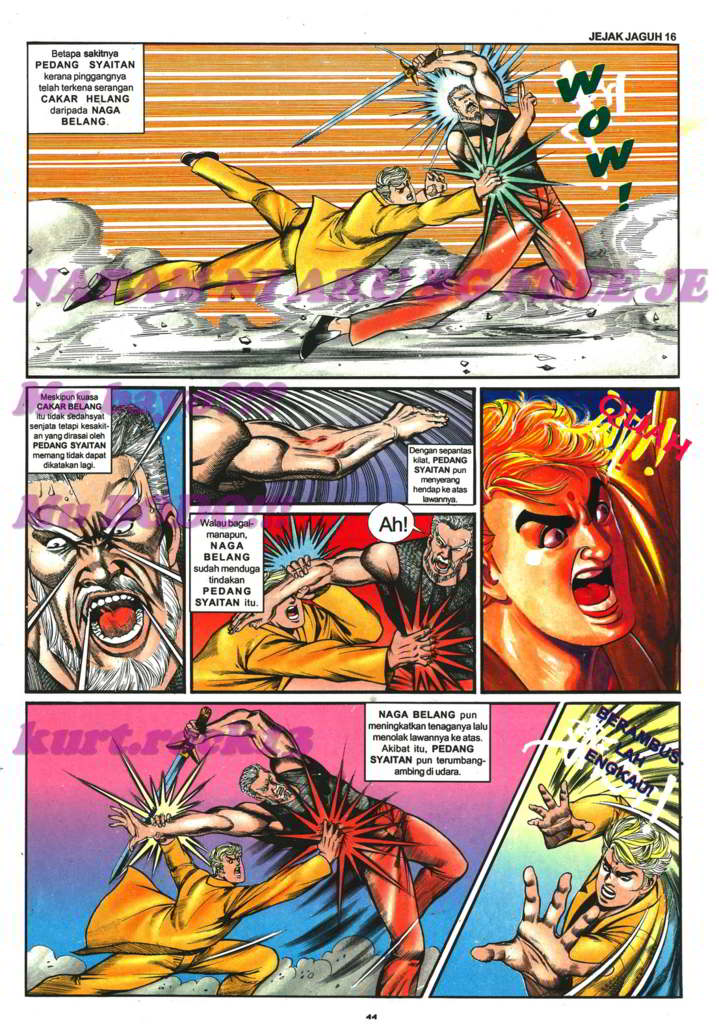 JEJAK JAGUH 16
Betapa sakitnya
PEDANG SYAITAN
kerana pinggangnya
telah terkena serangan
CAKAR HELANG
daripada NAGA
BELANG.
WOW!
Meskipun kuasa
CAKAR BELANG
itu tidak sedahsyat
senjata tetapi kesakit-
an yang dirasai oleh
PEDANG SYAITAN
memang tidak dapat
dikatakan lagi.
Dengan sepantas
kilat, PEDANG
SYAITAN pun
menyerang
hendap ke atas
lawannya.
Walau bagai-
manapun,
NAGA
BELANG
sudah menduga
tindakan
PEDANG
SYAITAN itu.
Ah!
NAGA BELANG pun
meningkatkan tenaganya lalu
menolak lawannya ke atas.
Akibat itu, PEDANG
SYAITAN pun terumbang-
ambing di udara.
BERAMBUS-
LAH
ENGKAU!
44